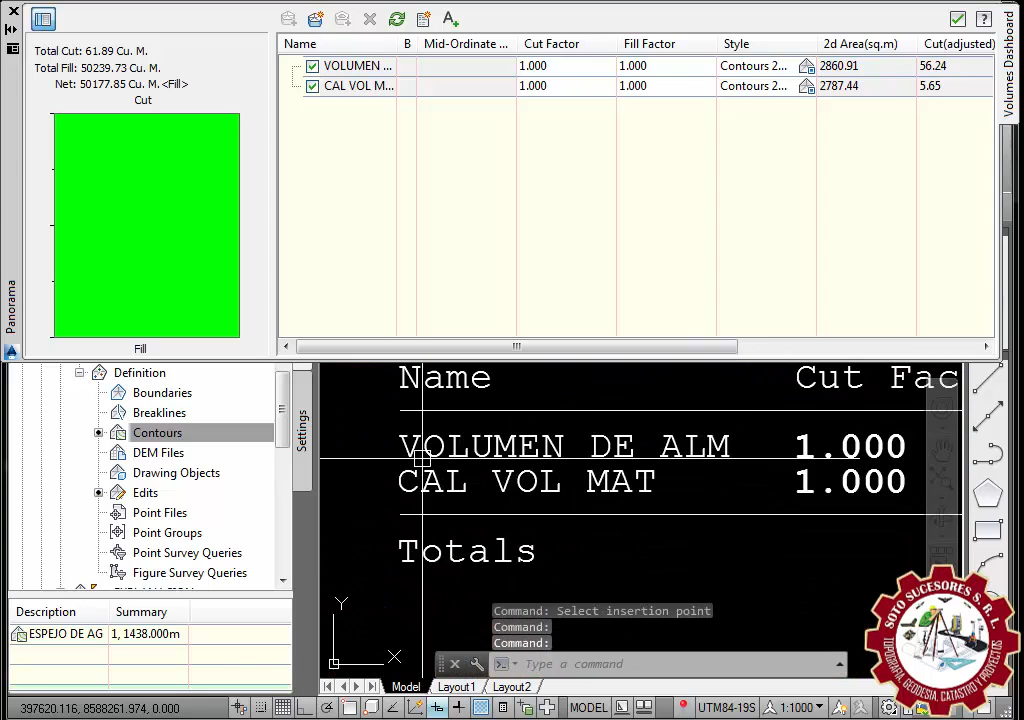 Total Cut: 61.89 Cu. M.
Total Fill: 50239.73 Cu. M.
Net: 50177.85 Cu. M.<Fill>
Cut
Fill
Panorama
Name B Mid-Ordinate ... Cut Factor Fill Factor Style 2d Area(sq.m) Cut(adjusted)
VOLUMEN ... 1.000 1.000 Contours 2... 2860.91 56.24
CAL VOL M... 1.000 1.000 Contours 2... 2787.44 5.65
Volumes Dashboard
Definition
Boundaries
Breaklines
Contours
DEM Files
Drawing Objects
Edits
Point Files
Point Groups
Point Survey Queries
Figure Survey Queries
Settings
Description Summary
ESPEJO DE AG 1, 1438.000m
Name Cut Fac
VOLUMEN DE ALM 1.000
CAL VOL MAT 1.000
Totals
Y
X
Command: Select insertion point
Command:
Command:
Type a command
Model Layout1 Layout2
397620.116, 8588261.974, 0.000
MODEL
UTM84-19S
1:1000
SOTO SUCESORES S.R.L.
TOPOGRAFIA, GEODESIA, CATASTRO Y PROYECTOS